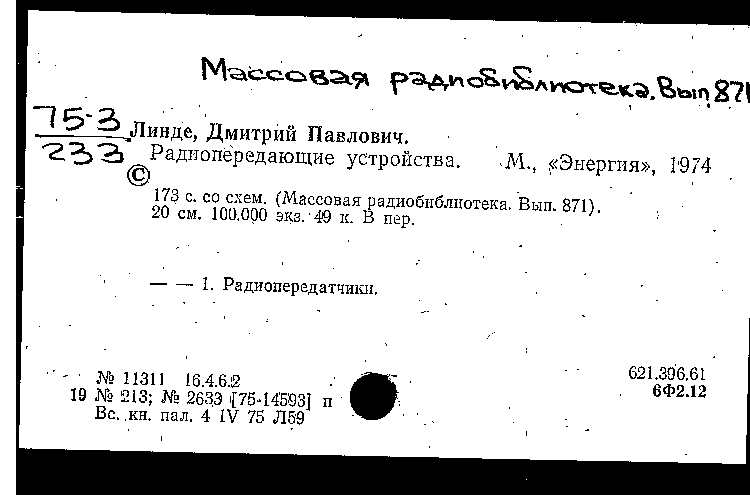 Массовая радиобиблиотека. Вып 871
75-3
233
Линде, Дмитрий Павлович.
Радиопередающие устройства. М., «Энергия», 1974
©
173 с. со схем. (Массовая радиобиблиотека. Вып. 871).
20 см. 100.000 экз. 49 к. В пер.
— — 1. Радиопередатчики.
№ 11311 16.4.6.2
621.396.61
19 № 213; № 2633 [75-14593] п
6Ф2.12
Вс. кн. пал. 4 IV 75 Л59